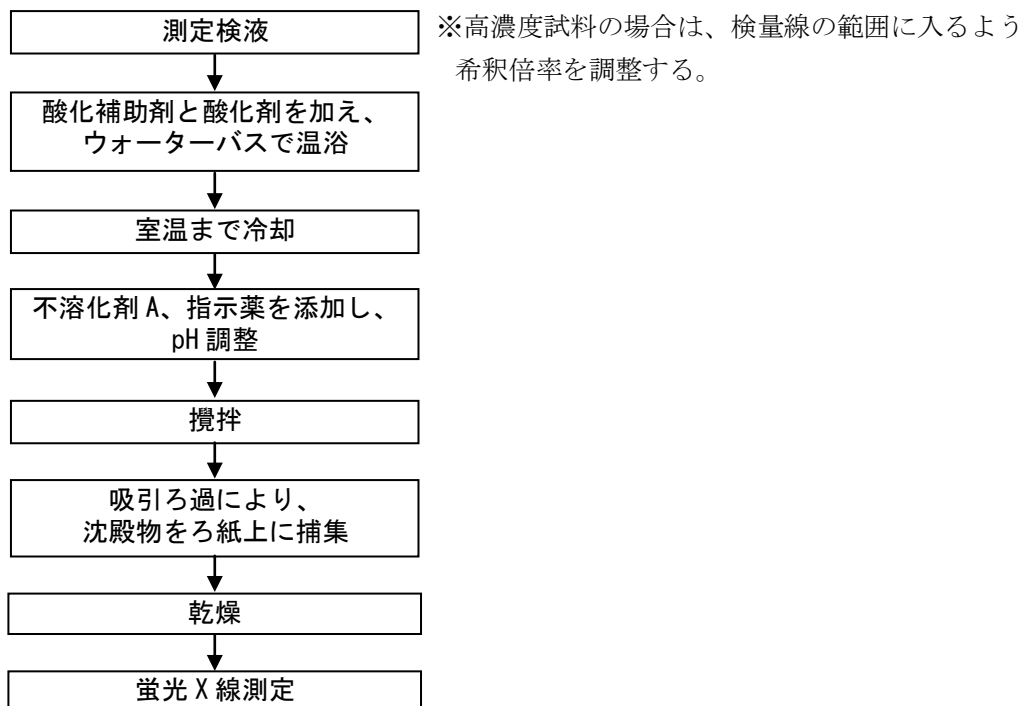 測定検液
※高濃度試料の場合は、検量線の範囲に入るよう
希釈倍率を調整する。
酸化補助剤と酸化剤を加え、
ウォーターバスで温浴
室温まで冷却
不溶化剤 A、指示薬を添加し、
pH 調整
攪拌
吸引ろ過により、
沈殿物をろ紙上に捕集
乾燥
蛍光 X 線測定